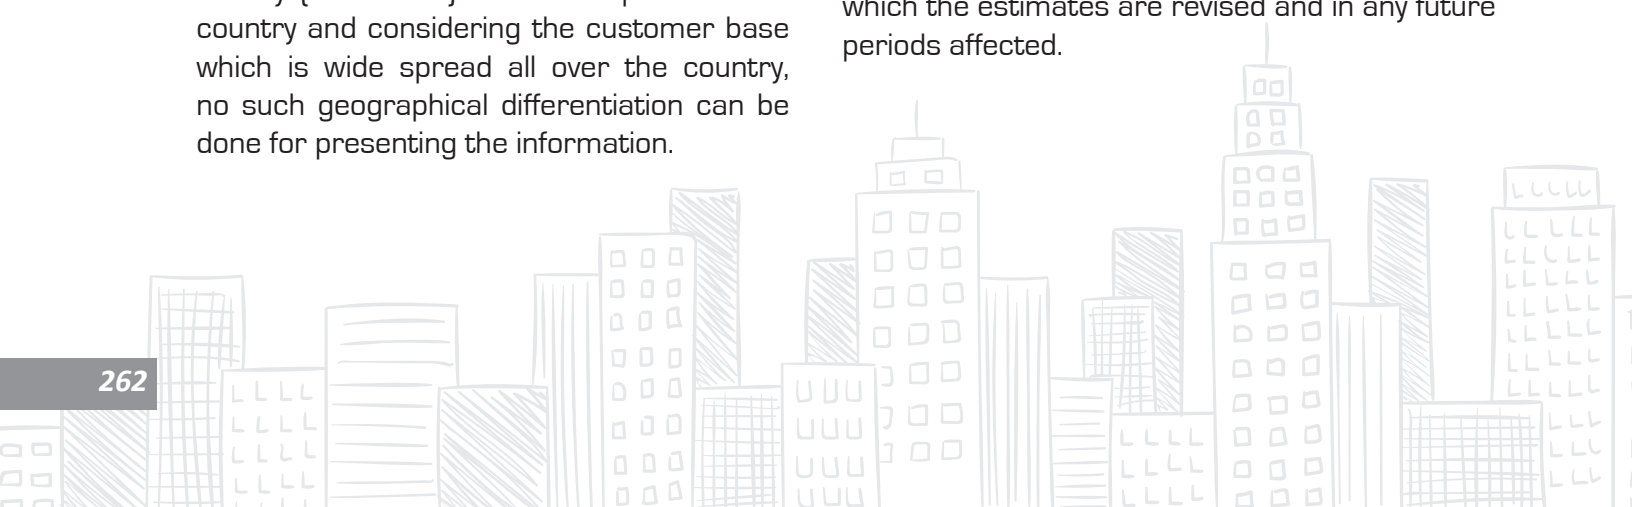 country and considering the customer base
which is wide spread all over the country,
no such geographical differentiation can be
done for presenting the information.
which the estimates are revised and in any future
periods affected.
262